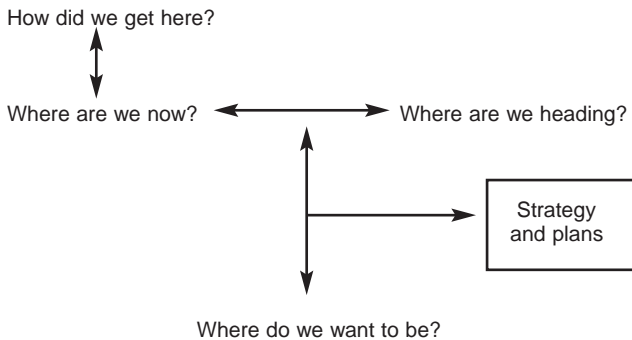 How did we get here?
Where are we now?
Where are we heading?
Strategy
and plans
Where do we want to be?